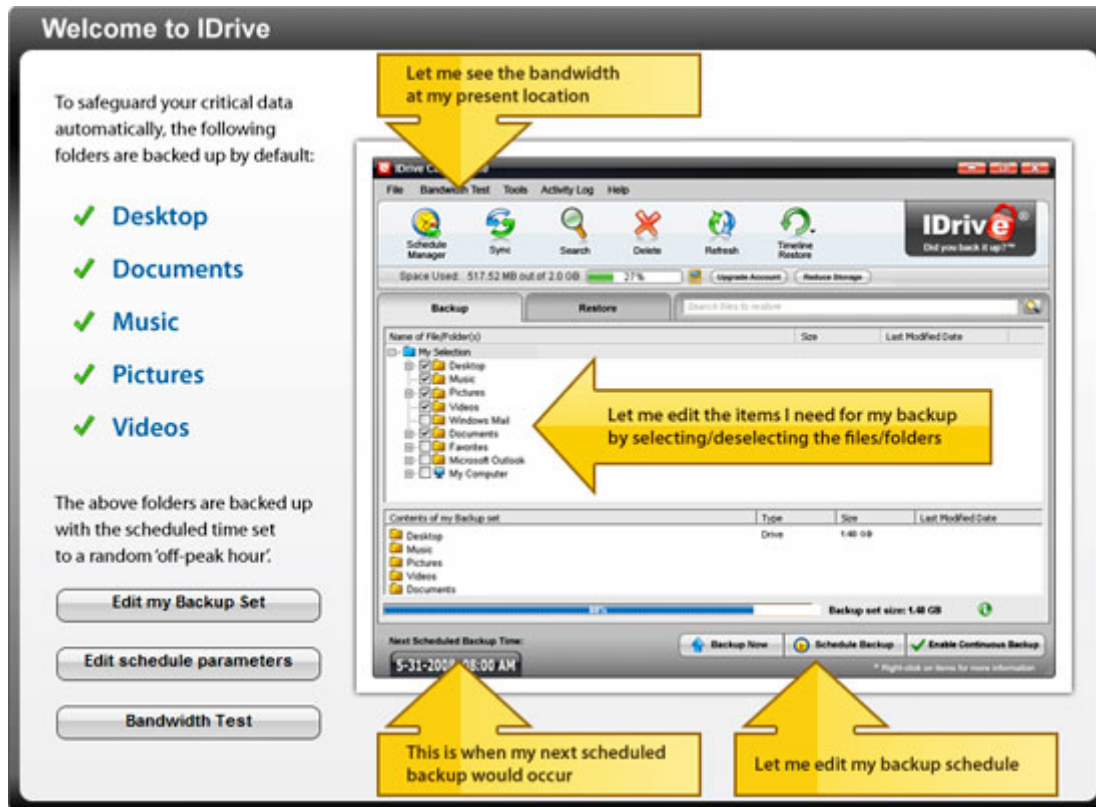 Welcome to IDrive
To safeguard your critical data
automatically, the following
folders are backed up by default:
Desktop
Documents
Music
Pictures
Videos
The above folders are backed up
with the scheduled time set
to a random 'off-peak hour'.
Edit my Backup Set
Edit schedule parameters
Bandwidth Test
Let me see the bandwidth
at my present location
IDrive
File Bandwidth Test Tools Activity Log Help
Schedule Manager
Sync
Search
Delete
Refresh
Timeline Restore
IDrive®
Did you back it up?™
Space Used: 517.52 MB out of 2.0 GB 27% Upgrade Account Reduce Storage
Backup Restore Search files to restore
Name of File/Folder(s) Size Last Modified Date
My Selection
Desktop
Music
Pictures
Videos
Windows Mail
Documents
Favorites
Microsoft Outlook
My Computer
Let me edit the items I need for my backup
by selecting/deselecting the files/folders
Contents of my Backup set Type Size Last Modified Date
Desktop Drive 1.48 GB
Music
Pictures
Videos
Documents
Backup set size: 1.48 GB
Next Scheduled Backup Time:
Backup Now Schedule Backup Enable Continuous Backup
08:00 AM
* Right-click on items for more information
This is when my next scheduled
backup would occur
Let me edit my backup schedule